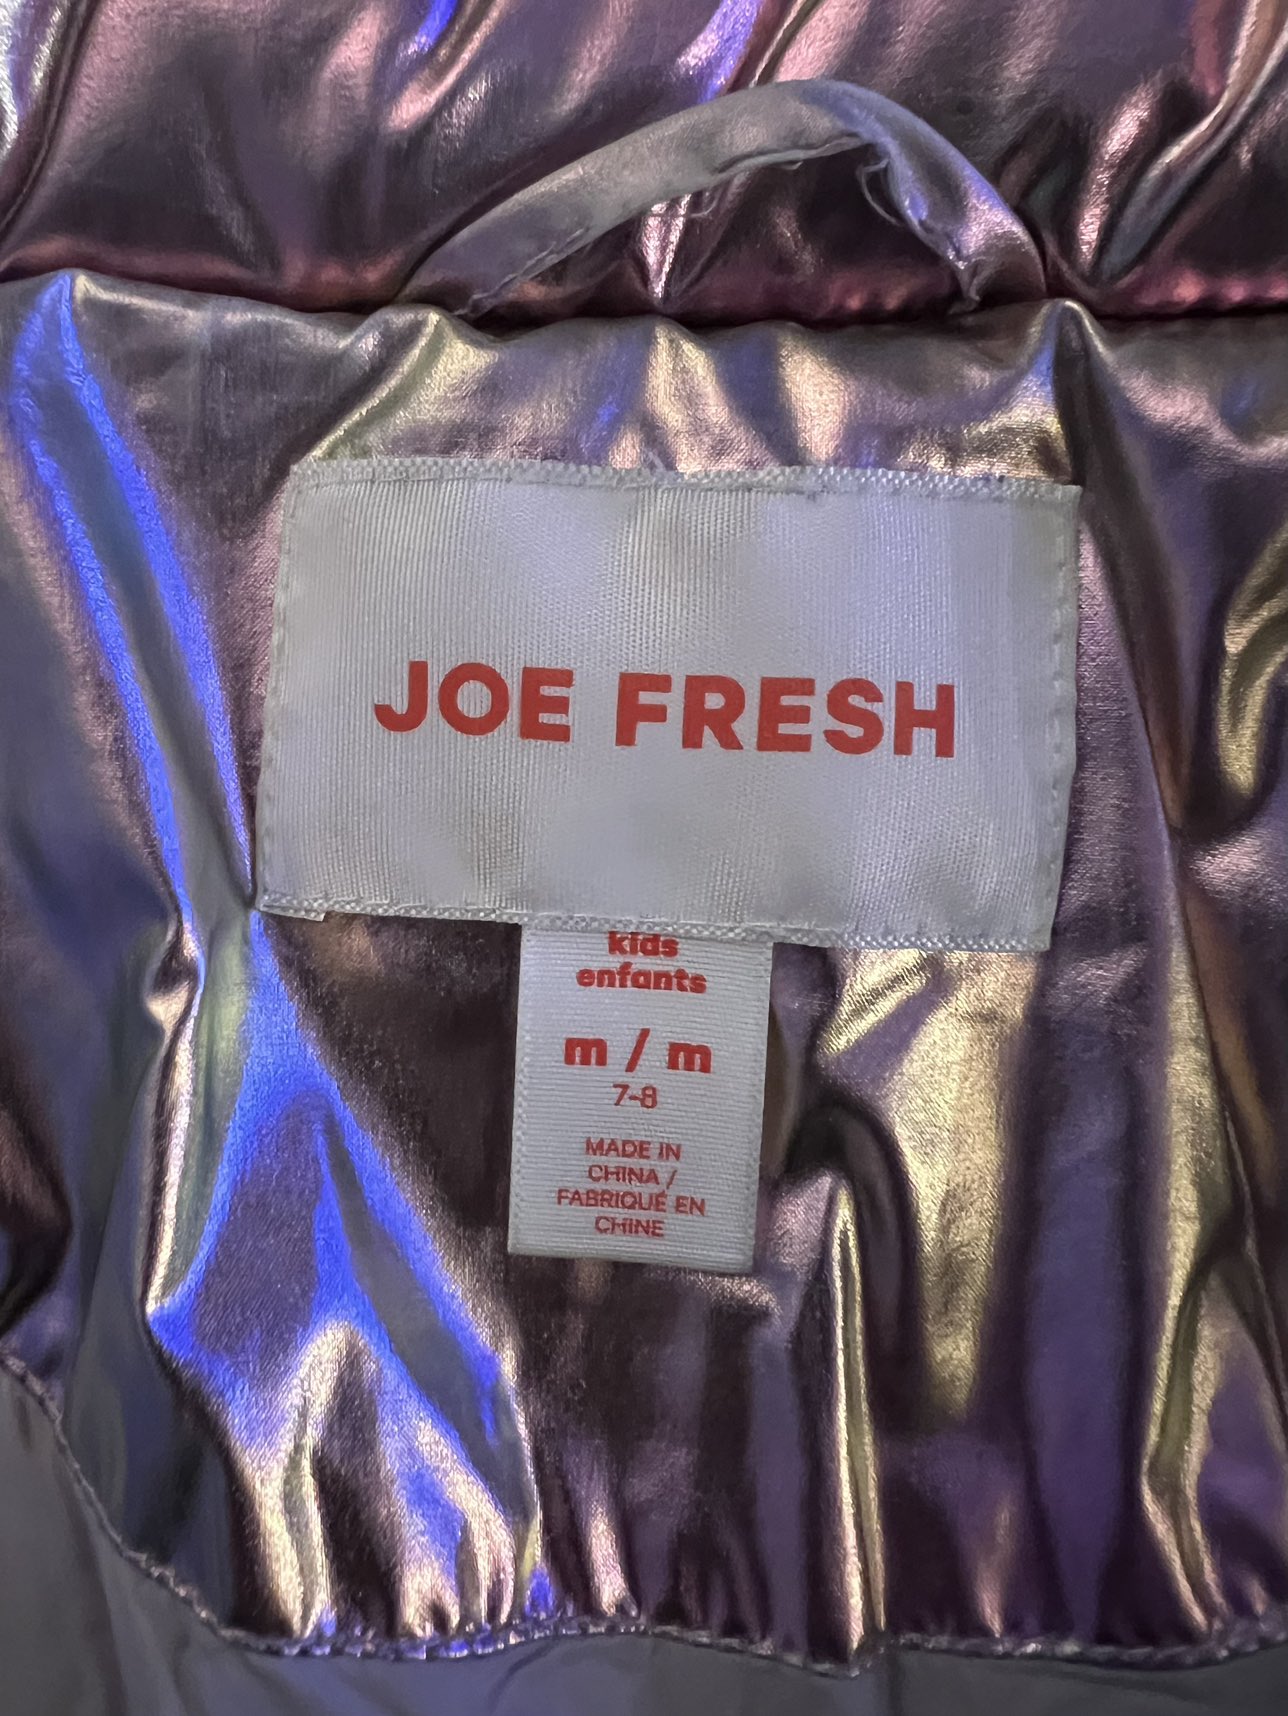 JOE FRESH
kids
enfants
m / m
7-8
MADE IN
CHINA /
FABRIQUÉ EN
CHINE